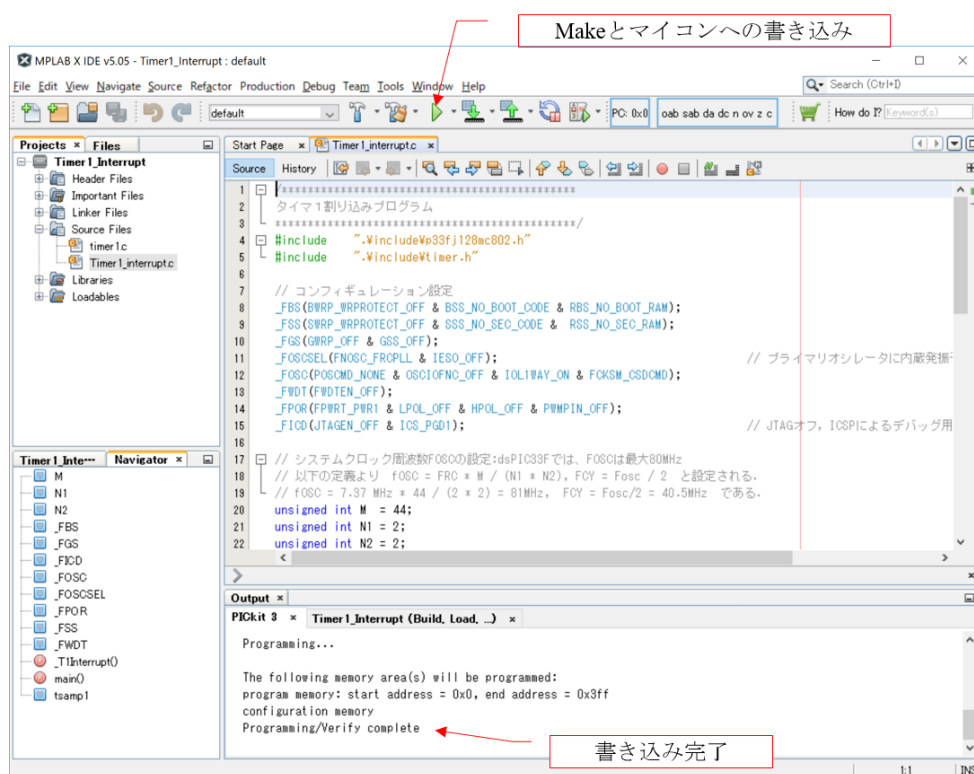 Makeとマイコンへの書き込み
MPLAB X IDE v5.05 - Timer1_Interrupt : default
File Edit View Navigate Source Refactor Production Debug Team Tools Window Help
Search (Ctrl+I)
default
PC: 0x0
oab sab da dc n ov z c
How do I?
Keyword(s)
Projects × Files
Start Page × Timer1_interrupt.c ×
Timer1_Interrupt
Header Files
Important Files
Linker Files
Source Files
timer1.c
Timer1_interrupt.c
Libraries
Loadables
Source History
1 /**********************************************
2 タイマ1割り込みプログラム
3 **********************************************/
4 #include ".¥include¥p33fj128mc802.h"
5 #include ".¥include¥timer.h"
6
7 // コンフィギュレーション設定
8 _FBS(BWRP_WRPROTECT_OFF & BSS_NO_BOOT_CODE & RBS_NO_BOOT_RAM);
9 _FSS(SWRP_WRPROTECT_OFF & SSS_NO_SEC_CODE & RSS_NO_SEC_RAM);
10 _FGS(GWRP_OFF & GSS_OFF);
11 _FOSCSEL(FNOSC_FRCPLL & IESO_OFF); // プライマリオシレータに内蔵発振
12 _FOSC(POSCMD_NONE & OSCIOFNC_OFF & IOL1WAY_ON & FCKSM_CSDCMD);
13 _FWDT(FWDTEN_OFF);
14 _FPOR(FPWRT_PWR1 & LPOL_OFF & HPOL_OFF & PWMPIN_OFF);
15 _FICD(JTAGEN_OFF & ICS_PGD1); // JTAGオフ，ICSPによるデバッグ用
16
17 // システムクロック周波数FOSCの設定:dsPIC33Fでは、FOSCは最大80MHz
18 // 以下の定義より fOSC = FRC * M / (N1 * N2), FCY = Fosc / 2 と設定される.
19 // fOSC = 7.37 MHz * 44 / (2 * 2) = 81MHz, FCY = Fosc/2 = 40.5MHz である.
20 unsigned int M = 44;
21 unsigned int N1 = 2;
22 unsigned int N2 = 2;
Timer1_Inte… Navigator ×
M
N1
N2
_FBS
_FGS
_FICD
_FOSC
_FOSCSEL
_FPOR
_FSS
_FWDT
_T1Interrupt()
main()
tsamp1
Output ×
PICkit 3 × Timer1_Interrupt (Build, Load, ...) ×
Programming...
The following memory area(s) will be programmed:
program memory: start address = 0x0, end address = 0x3ff
configuration memory
Programming/Verify complete
書き込み完了
1:1
INS